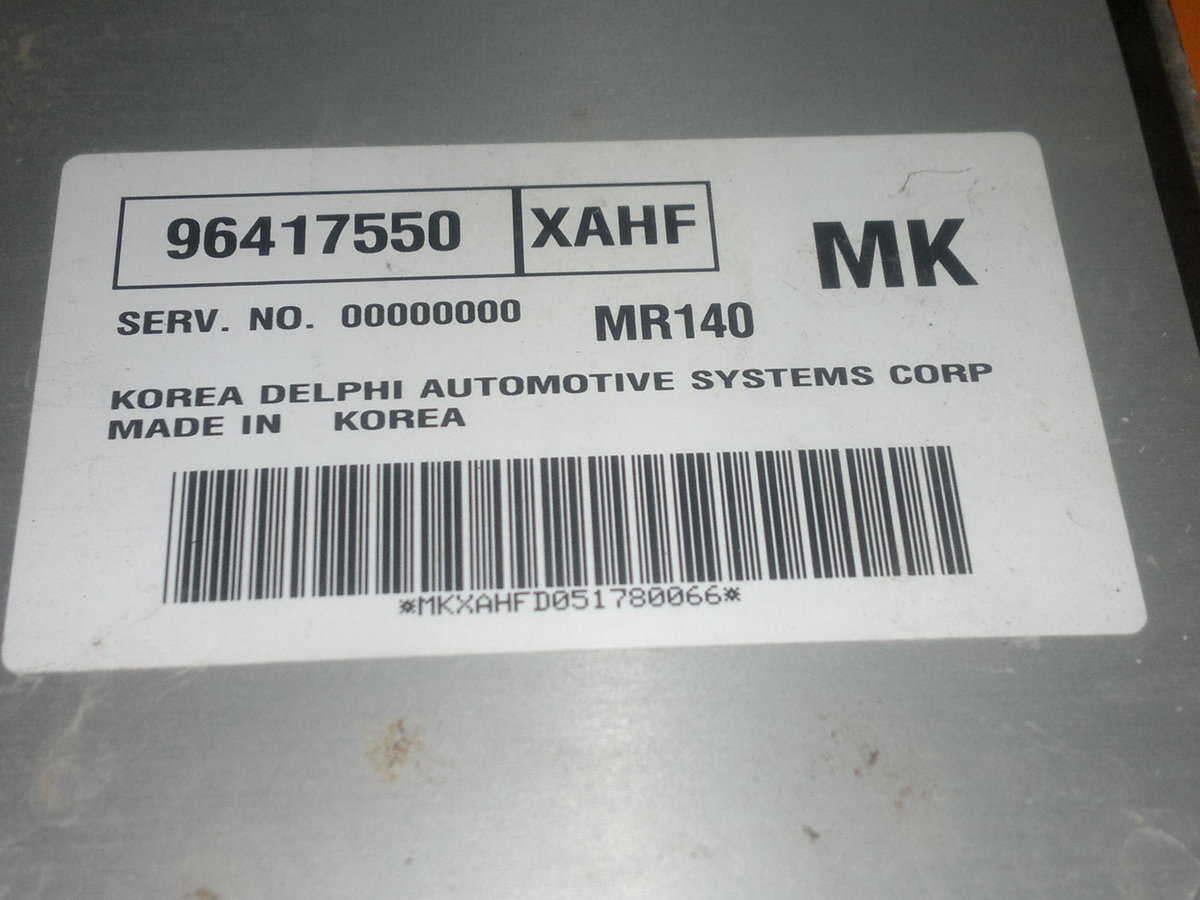 96417550 XAHF MK
SERV. NO. 00000000 MR140
KOREA DELPHI AUTOMOTIVE SYSTEMS CORP
MADE IN KOREA
*MKXAHFD051780066*